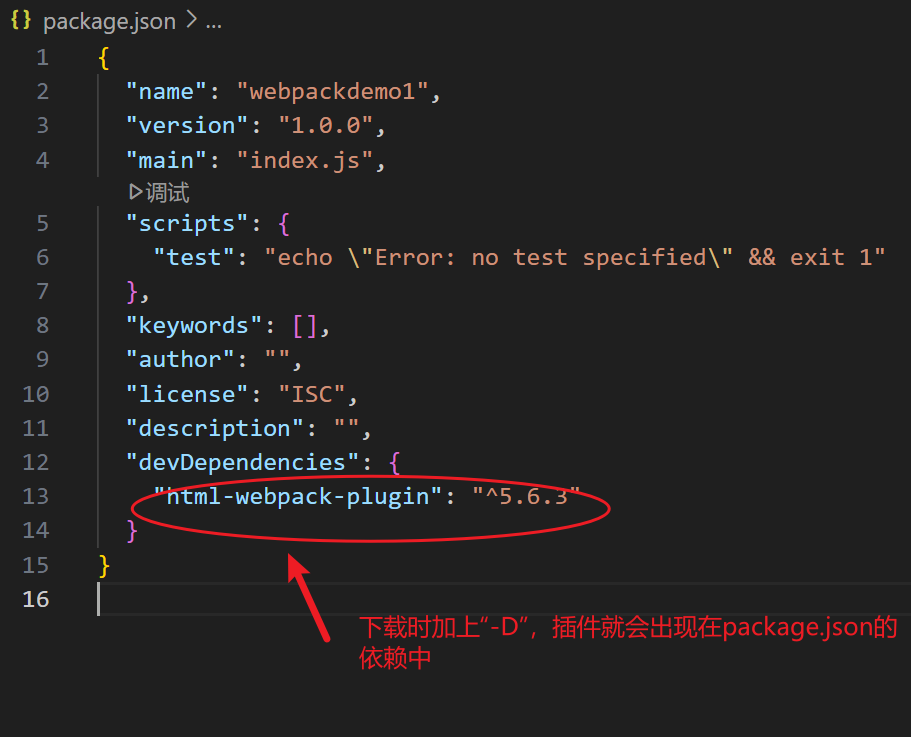 {} package.json > ...
1 {
2 "name": "webpackdemo1",
3 "version": "1.0.0",
4 "main": "index.js",
▷调试
5 "scripts": {
6 "test": "echo \"Error: no test specified\" && exit 1"
7 },
8 "keywords": [],
9 "author": "",
10 "license": "ISC",
11 "description": "",
12 "devDependencies": {
13 "html-webpack-plugin": "^5.6.3"
14 }
15 }
16
下载时加上“-D”，插件就会出现在package.json的
依赖中